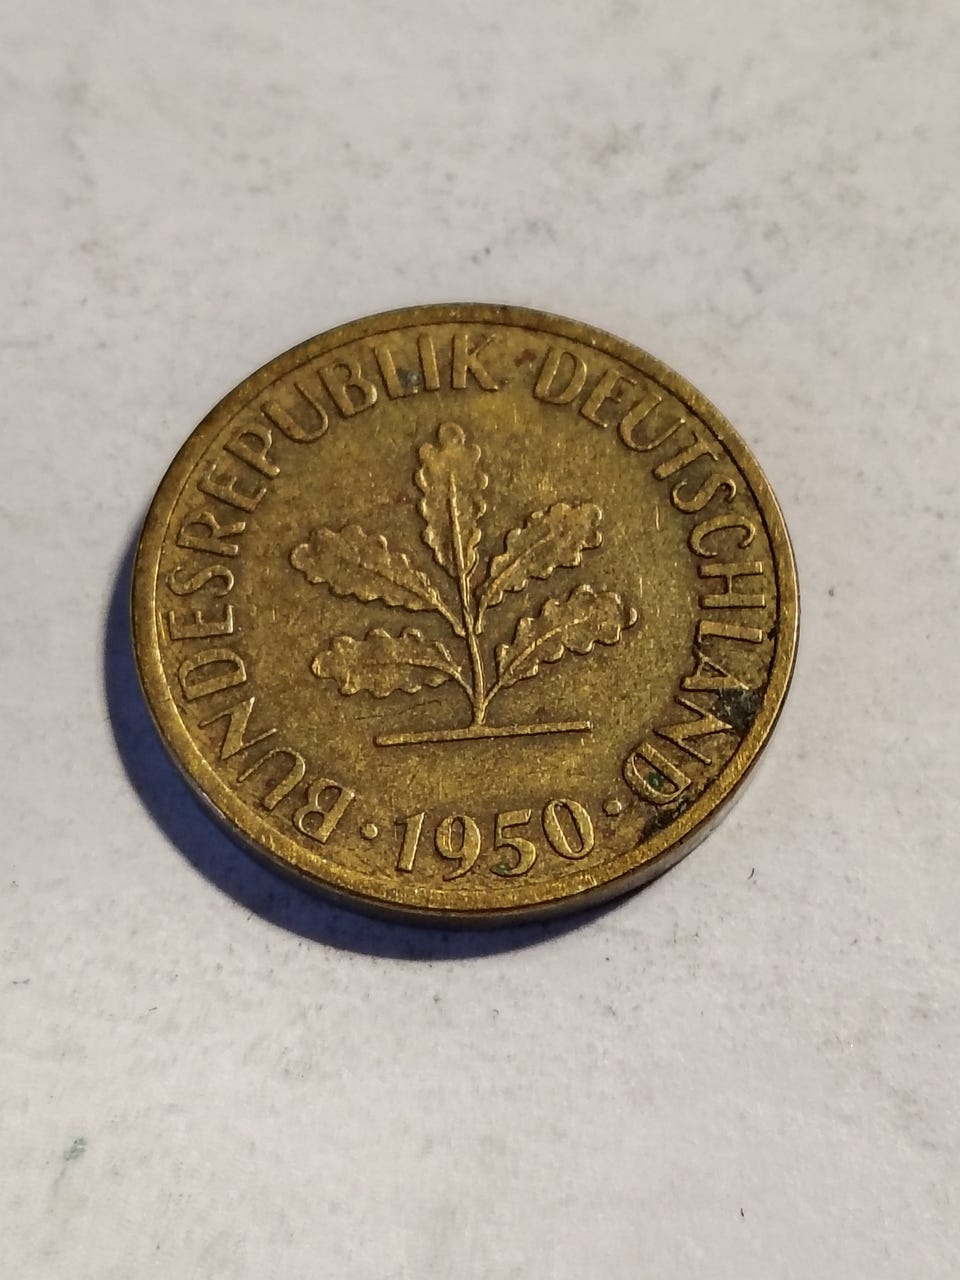 BUNDESREPUBLIK DEUTSCHLAND
· 1950 ·